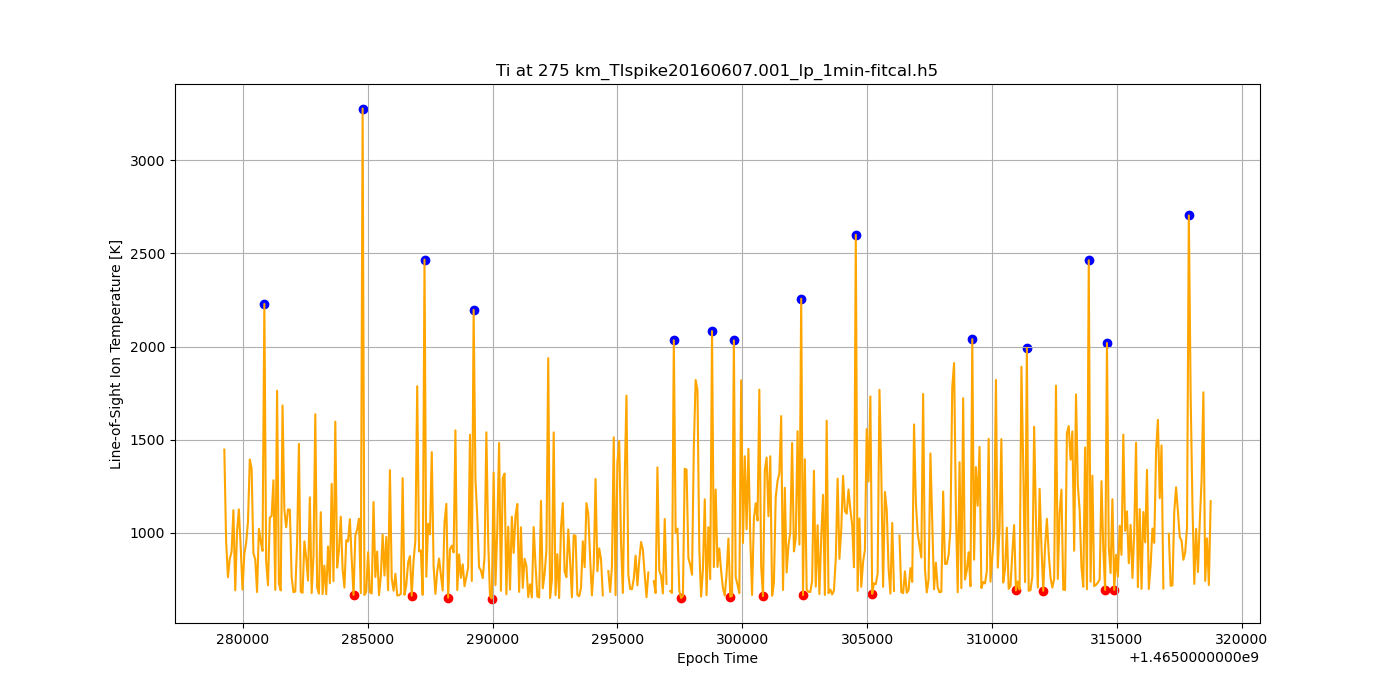 Ti at 275 km_TIspike20160607.001_lp_1min-fitcal.h5
3000
2500
2000
1500
1000
Line-of-Sight Ion Temperature [K]
280000 285000 290000 295000 300000 305000 310000 315000 320000
Epoch Time
+1.4650000000e9